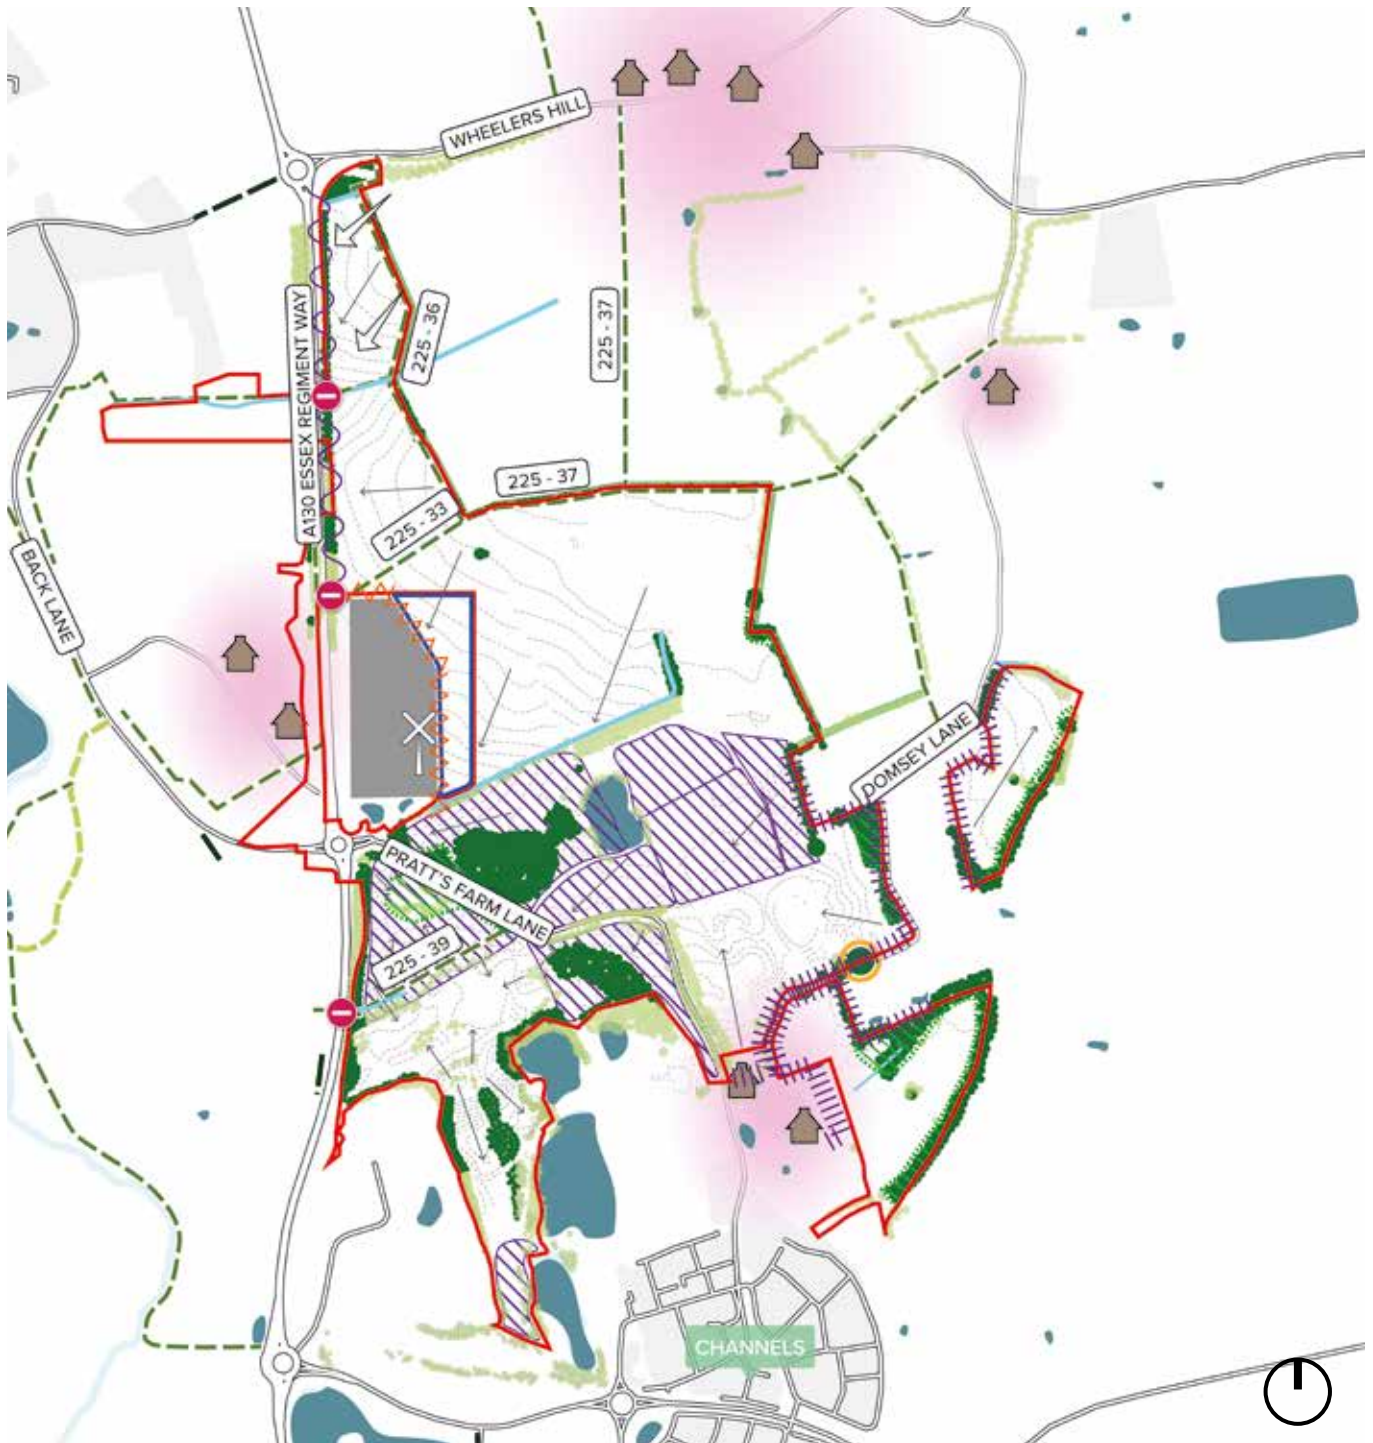 WHEELERS HILL
A130 ESSEX REGIMENT WAY
225 - 36
225 - 37
225 - 37
225 - 33
BACK LANE
DOMSEY LANE
PRATT'S FARM LANE
225 - 39
CHANNELS